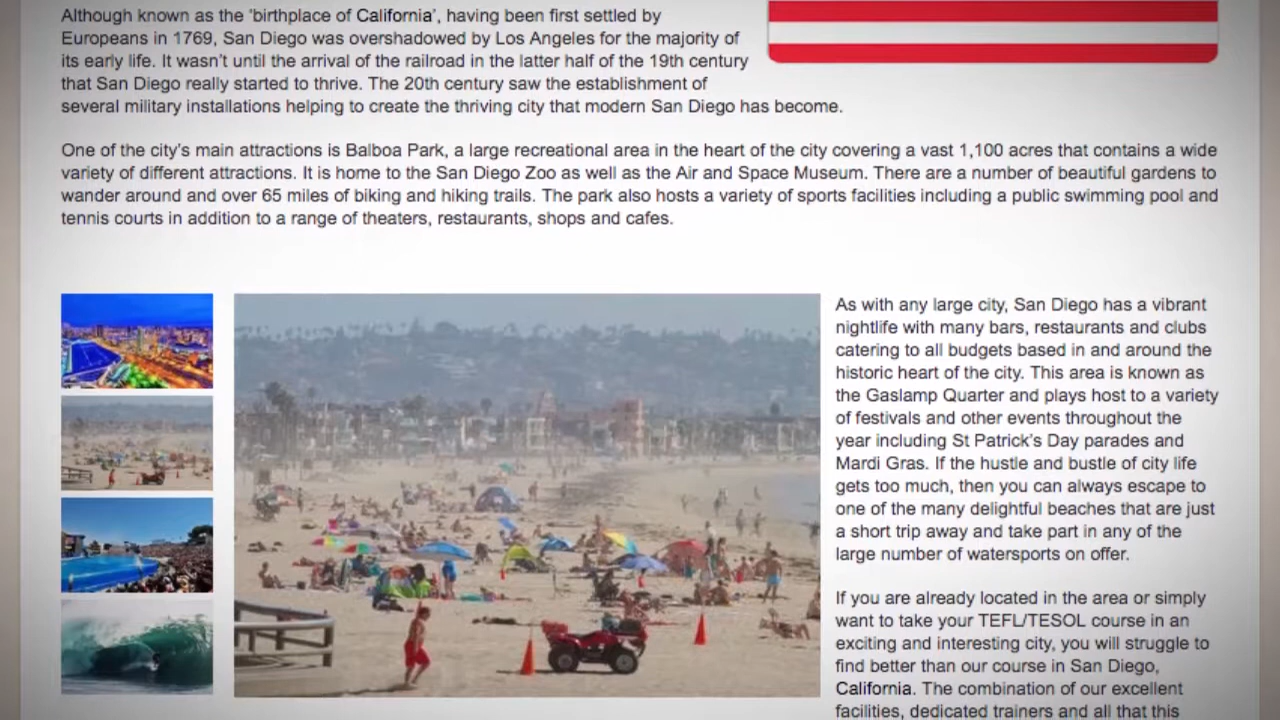 Although known as the 'birthplace of California', having been first settled by
Europeans in 1769, San Diego was overshadowed by Los Angeles for the majority of
its early life. It wasn't until the arrival of the railroad in the latter half of the 19th century
that San Diego really started to thrive. The 20th century saw the establishment of
several military installations helping to create the thriving city that modern San Diego has become.
One of the city's main attractions is Balboa Park, a large recreational area in the heart of the city covering a vast 1,100 acres that contains a wide
variety of different attractions. It is home to the San Diego Zoo as well as the Air and Space Museum. There are a number of beautiful gardens to
wander around and over 65 miles of biking and hiking trails. The park also hosts a variety of sports facilities including a public swimming pool and
tennis courts in addition to a range of theaters, restaurants, shops and cafes.
As with any large city, San Diego has a vibrant
nightlife with many bars, restaurants and clubs
catering to all budgets based in and around the
historic heart of the city. This area is known as
the Gaslamp Quarter and plays host to a variety
of festivals and other events throughout the
year including St Patrick's Day parades and
Mardi Gras. If the hustle and bustle of city life
gets too much, then you can always escape to
one of the many delightful beaches that are just
a short trip away and take part in any of the
large number of watersports on offer.
If you are already located in the area or simply
want to take your TEFL/TESOL course in an
exciting and interesting city, you will struggle to
find better than our course in San Diego,
California. The combination of our excellent
facilities, dedicated trainers and all that this